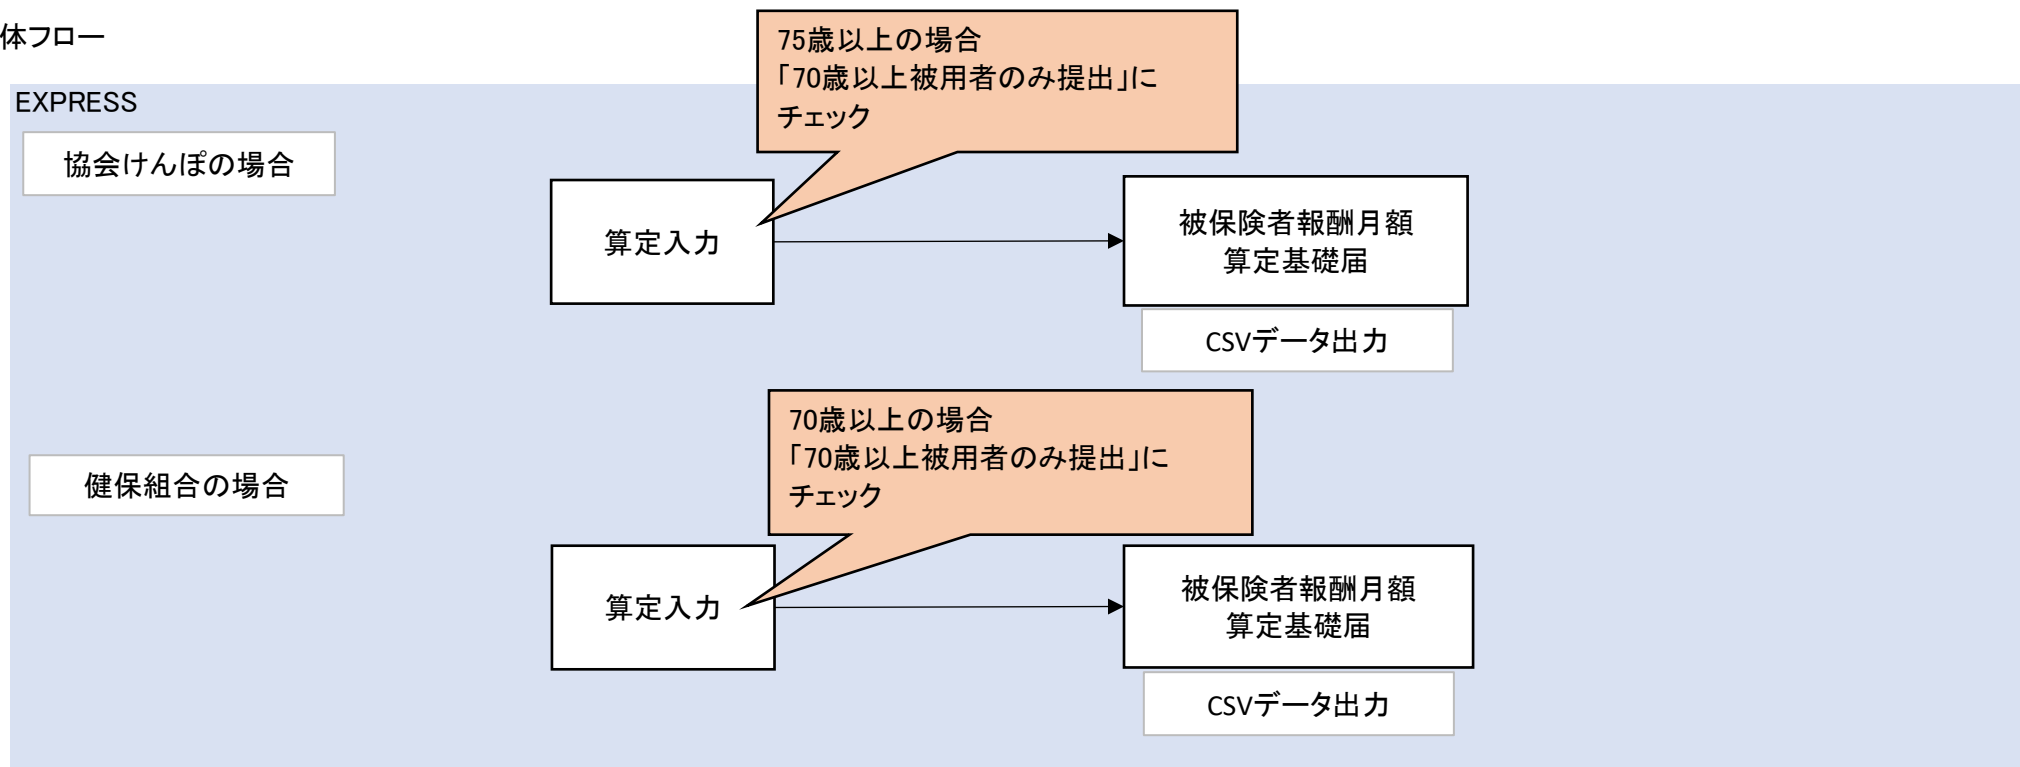 体フロー
EXPRESS
協会けんぽの場合
75歳以上の場合
「70歳以上被用者のみ提出」に
チェック
算定入力
被保険者報酬月額
算定基礎届
CSVデータ出力
健保組合の場合
70歳以上の場合
「70歳以上被用者のみ提出」に
チェック
算定入力
被保険者報酬月額
算定基礎届
CSVデータ出力